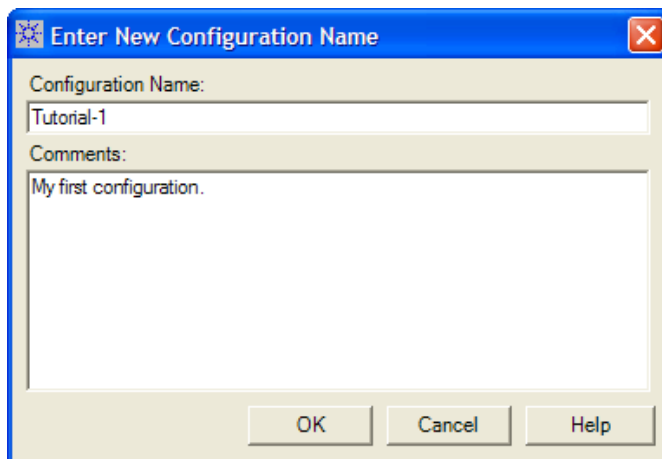 Enter New Configuration Name
Configuration Name:
Tutorial-1
Comments:
My first configuration.
OK Cancel Help